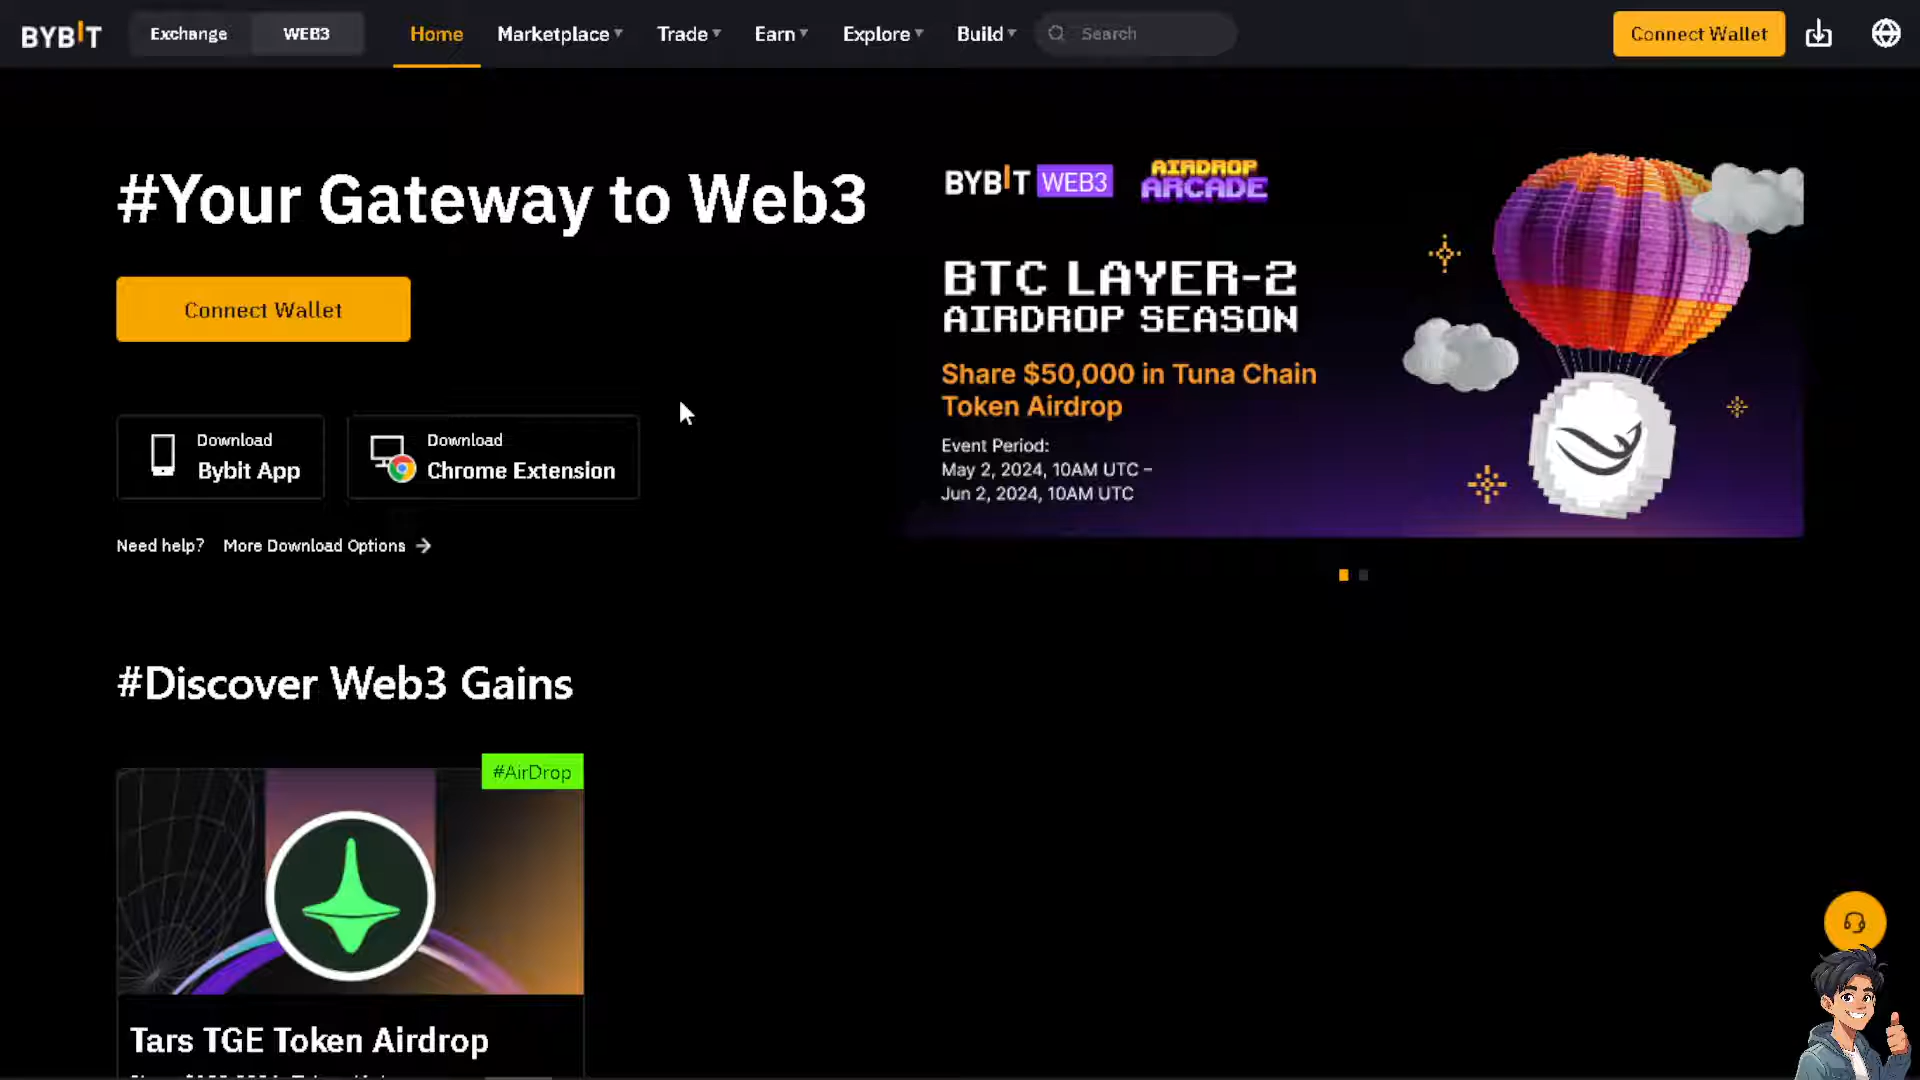 BYBIT
Exchange
WEB3
Home
Marketplace
Trade
Earn
Explore
Build
Search
Connect Wallet
#Your Gateway to Web3
Connect Wallet
Download
Bybit App
Download
Chrome Extension
Need help?
More Download Options
BYBIT WEB3
AIRDROP
ARCADE
BTC LAYER-2
AIRDROP SEASON
Share $50,000 in Tuna Chain
Token Airdrop
Event Period:
May 2, 2024, 10AM UTC –
Jun 2, 2024, 10AM UTC
#Discover Web3 Gains
#AirDrop
Tars TGE Token Airdrop